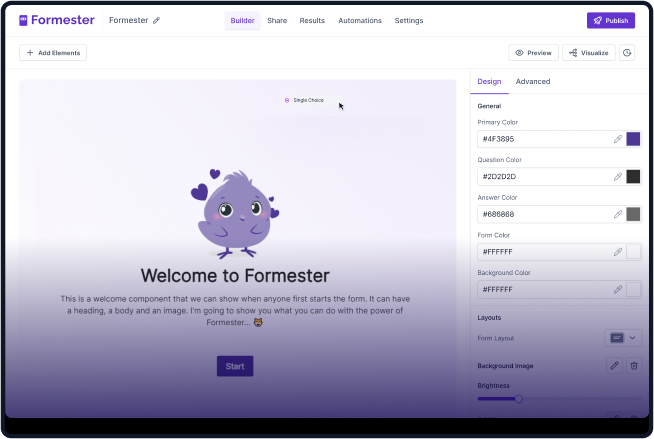 Formester
Formester
Builder Share Results Automations Settings
Publish
Add Elements
Preview
Visualize
Single Choice
Welcome to Formester
This is a welcome component that we can show when anyone first starts the form. It can have
a heading, a body and an image. I'm going to show you what you can do with the power of
Formester... 🐯
Start
Design Advanced
General
Primary Color
#4F3895
Question Color
#2D2D2D
Answer Color
#686868
Form Color
#FFFFFF
Background Color
#FFFFFF
Layouts
Form Layout
Background Image
Brightness